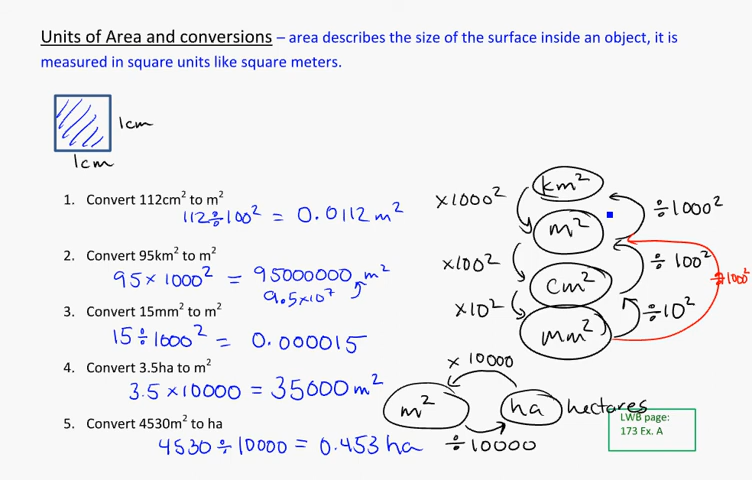 Units of Area and conversions – area describes the size of the surface inside an object, it is
measured in square units like square meters.
1cm
1cm
1. Convert 112cm² to m²
112÷100² = 0.0112 m²
2. Convert 95km² to m²
95 × 1000² = 95000000 m²
9.5×10⁷
3. Convert 15mm² to m²
15÷1000² = 0.000015
4. Convert 3.5ha to m²
3.5 × 10000 = 35000 m²
5. Convert 4530m² to ha
4530 ÷ 10000 = 0.453 ha
km²
×1000²
÷1000²
m²
×100²
÷100²
÷1000²
cm²
×10²
÷10²
mm²
× 10000
m²
ha
hectares
÷10000
LWB page:
173 Ex. A